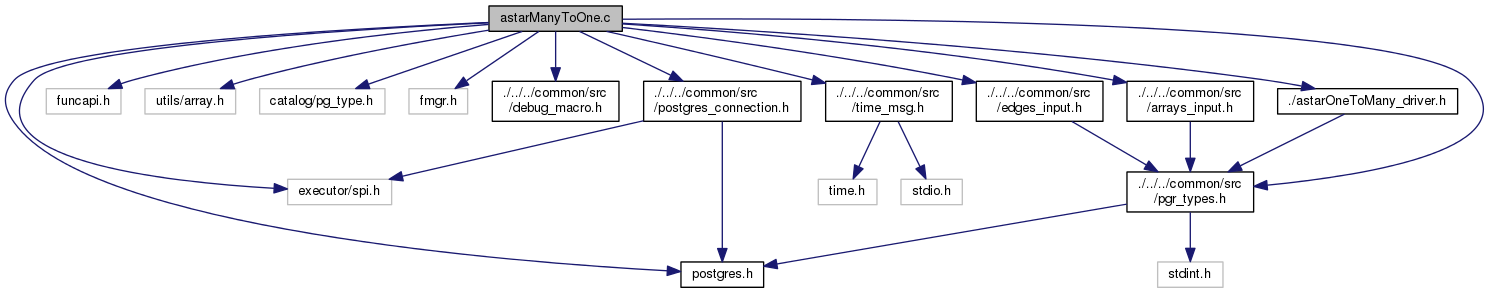 astarManyToOne.c
funcapi.h
utils/array.h
catalog/pg_type.h
fmgr.h
./../../common/src
/debug_macro.h
./../../common/src
/postgres_connection.h
./../../common/src
/time_msg.h
./../../common/src
/edges_input.h
./../../common/src
/arrays_input.h
./astarOneToMany_driver.h
executor/spi.h
time.h
stdio.h
./../../common/src
/pgr_types.h
postgres.h
stdint.h